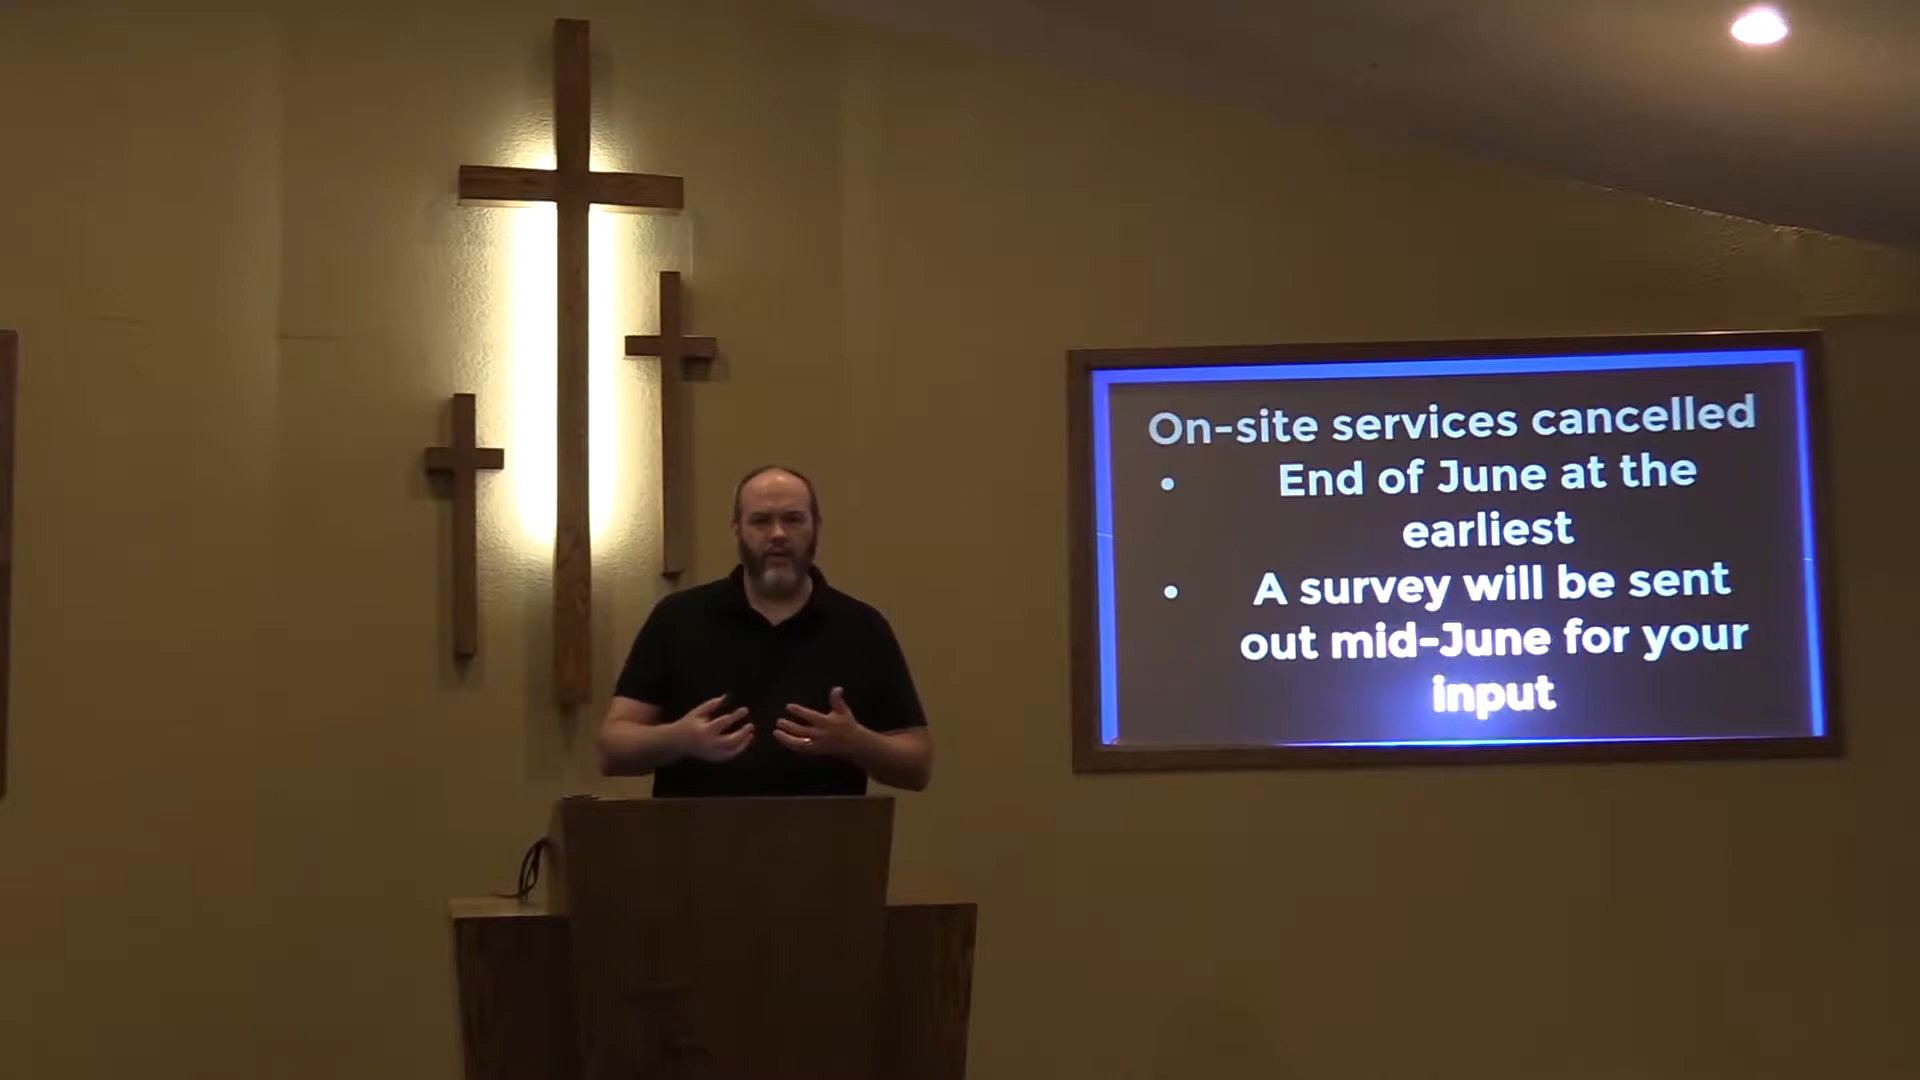 On-site services cancelled
• End of June at the
earliest
• A survey will be sent
out mid-June for your
input